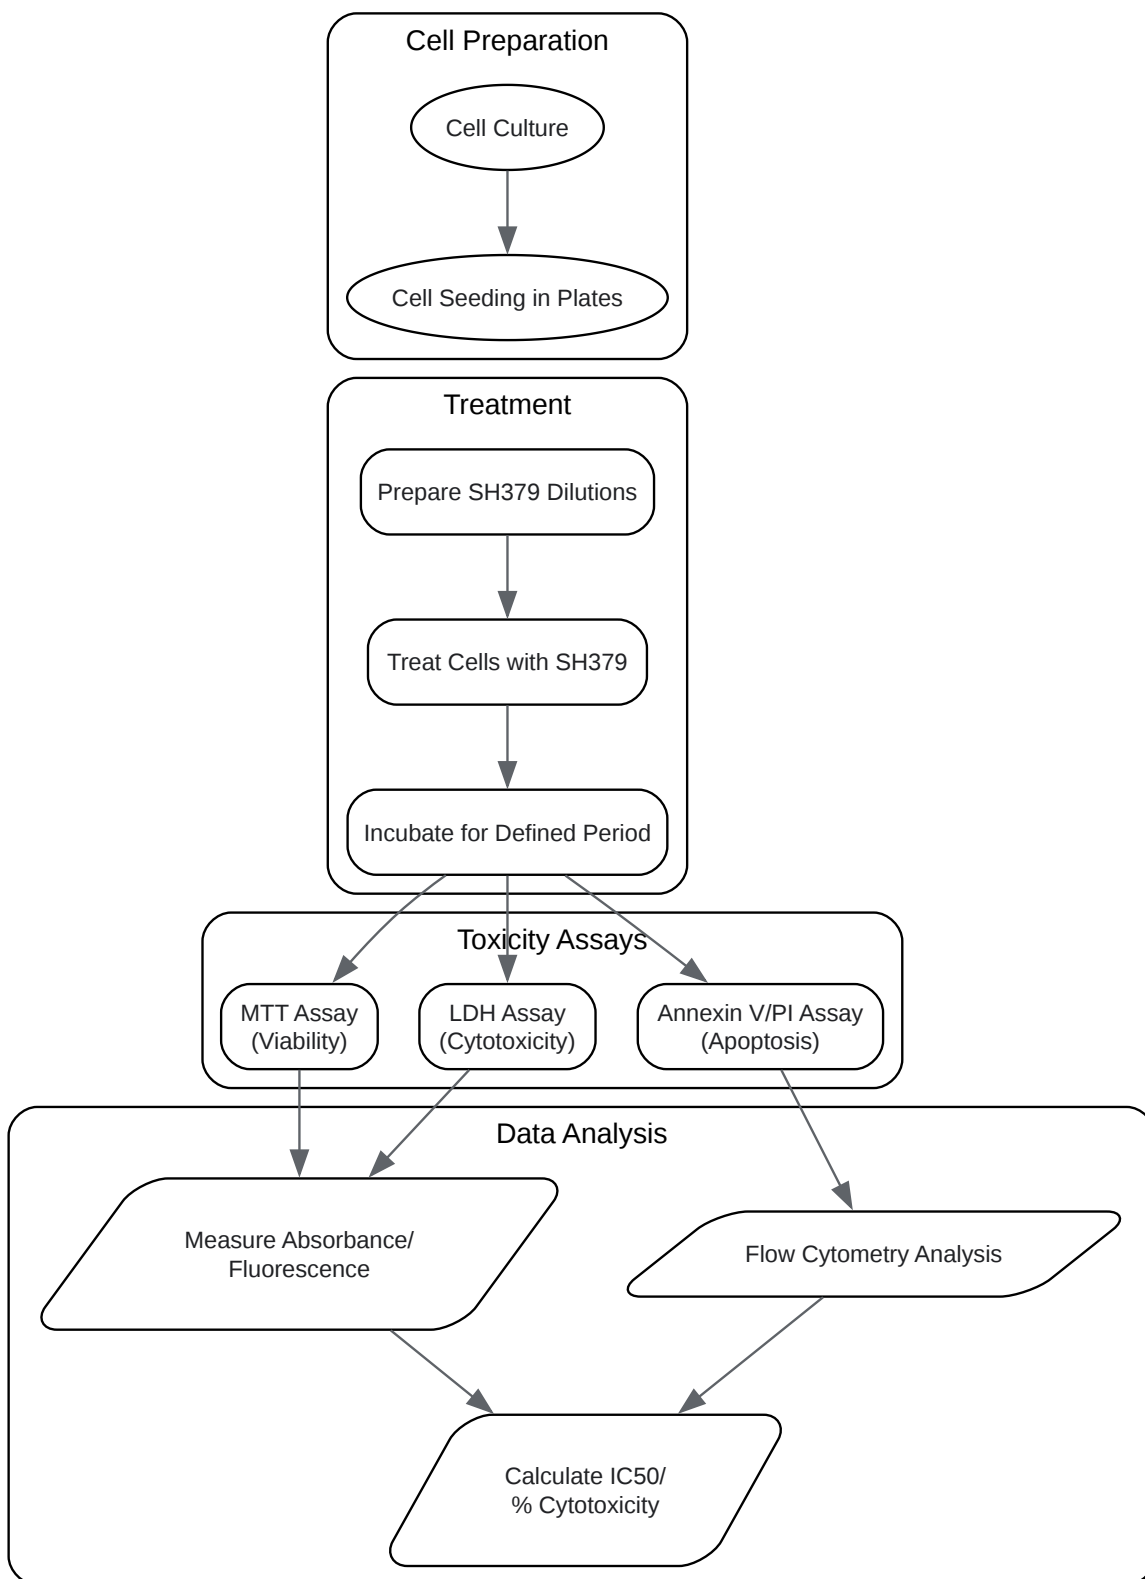 Cell Preparation
Cell Culture
Cell Seeding in Plates
Treatment
Prepare SH379 Dilutions
Treat Cells with SH379
Incubate for Defined Period
Toxicity Assays
MTT Assay
(Viability)
LDH Assay
(Cytotoxicity)
Annexin V/PI Assay
(Apoptosis)
Data Analysis
Measure Absorbance/
Fluorescence
Flow Cytometry Analysis
Calculate IC50/
% Cytotoxicity